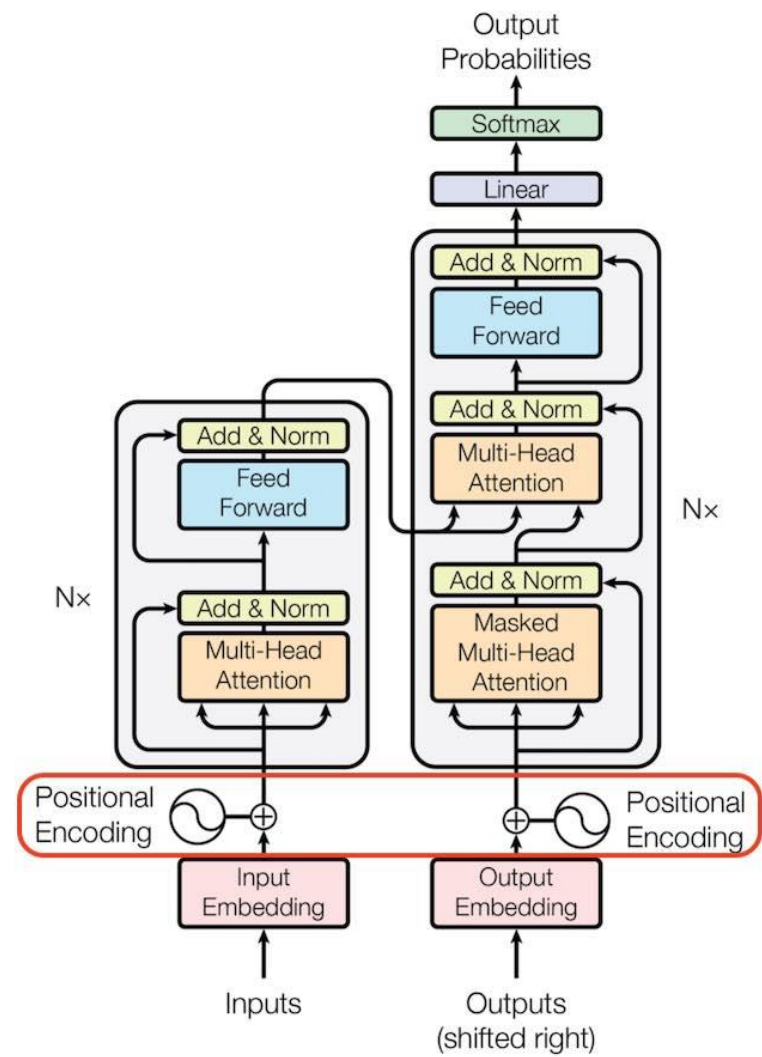 Output
Probabilities
Softmax
Linear
Add & Norm
Feed
Forward
Add & Norm
Multi-Head
Attention
Nx
Add & Norm
Masked
Multi-Head
Attention
Add & Norm
Feed
Forward
Nx
Add & Norm
Multi-Head
Attention
Positional
Encoding
Positional
Encoding
Input
Embedding
Output
Embedding
Inputs
Outputs
(shifted right)